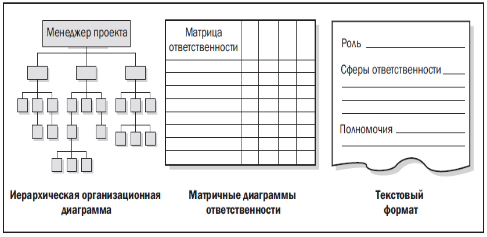 Менеджер проекта
Матрица
ответственности
Роль
Сферы ответственности
Полномочия
Иерархическая организационная
диаграмма
Матричные диаграммы
ответственности
Текстовый
формат